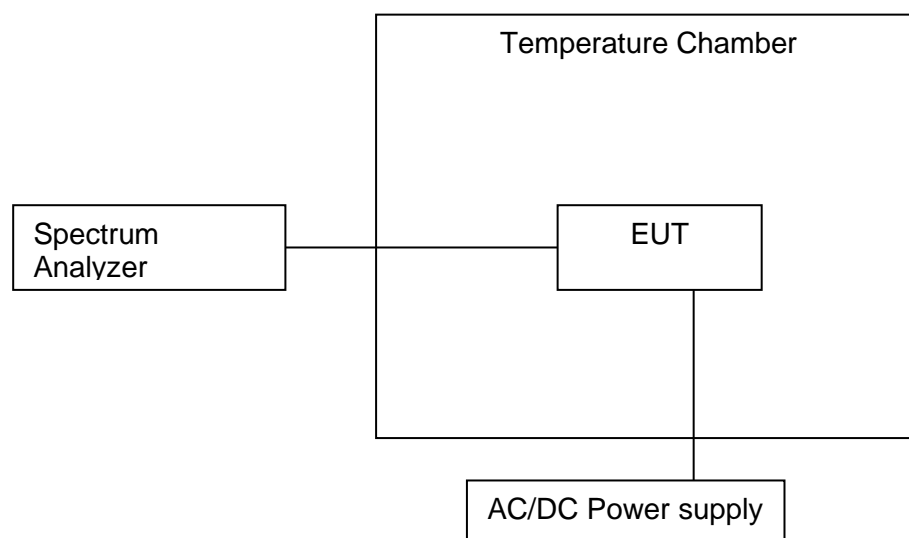 Temperature Chamber
Spectrum
Analyzer
EUT
AC/DC Power supply